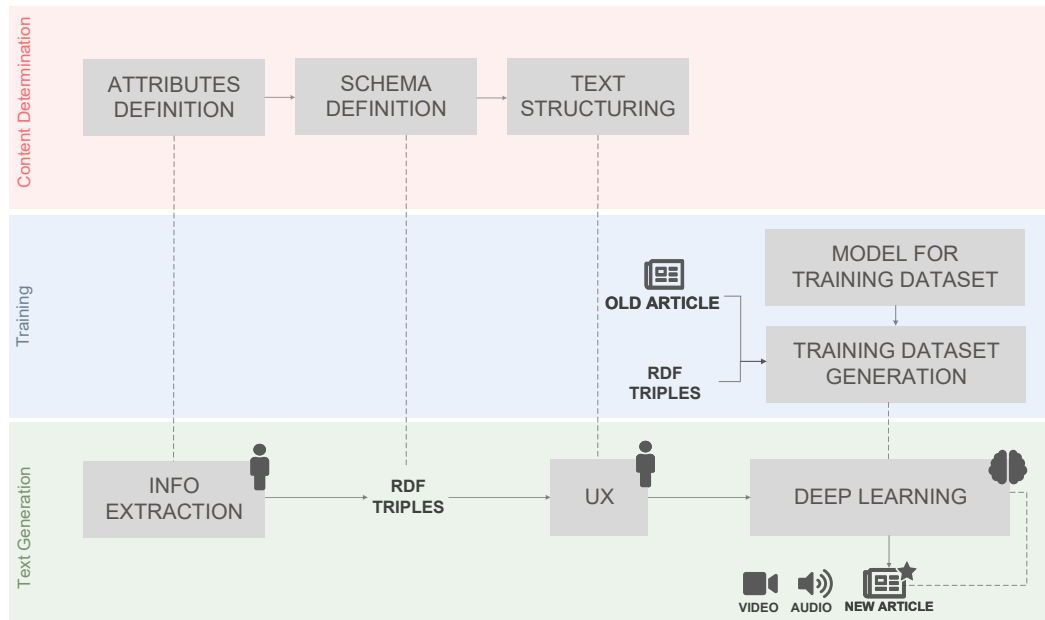 Content Determination
ATTRIBUTES
DEFINITION
SCHEMA
DEFINITION
TEXT
STRUCTURING
Training
OLD ARTICLE
RDF
TRIPLES
MODEL FOR
TRAINING DATASET
TRAINING DATASET
GENERATION
Text Generation
INFO
EXTRACTION
RDF
TRIPLES
UX
DEEP LEARNING
VIDEO
AUDIO
NEW ARTICLE